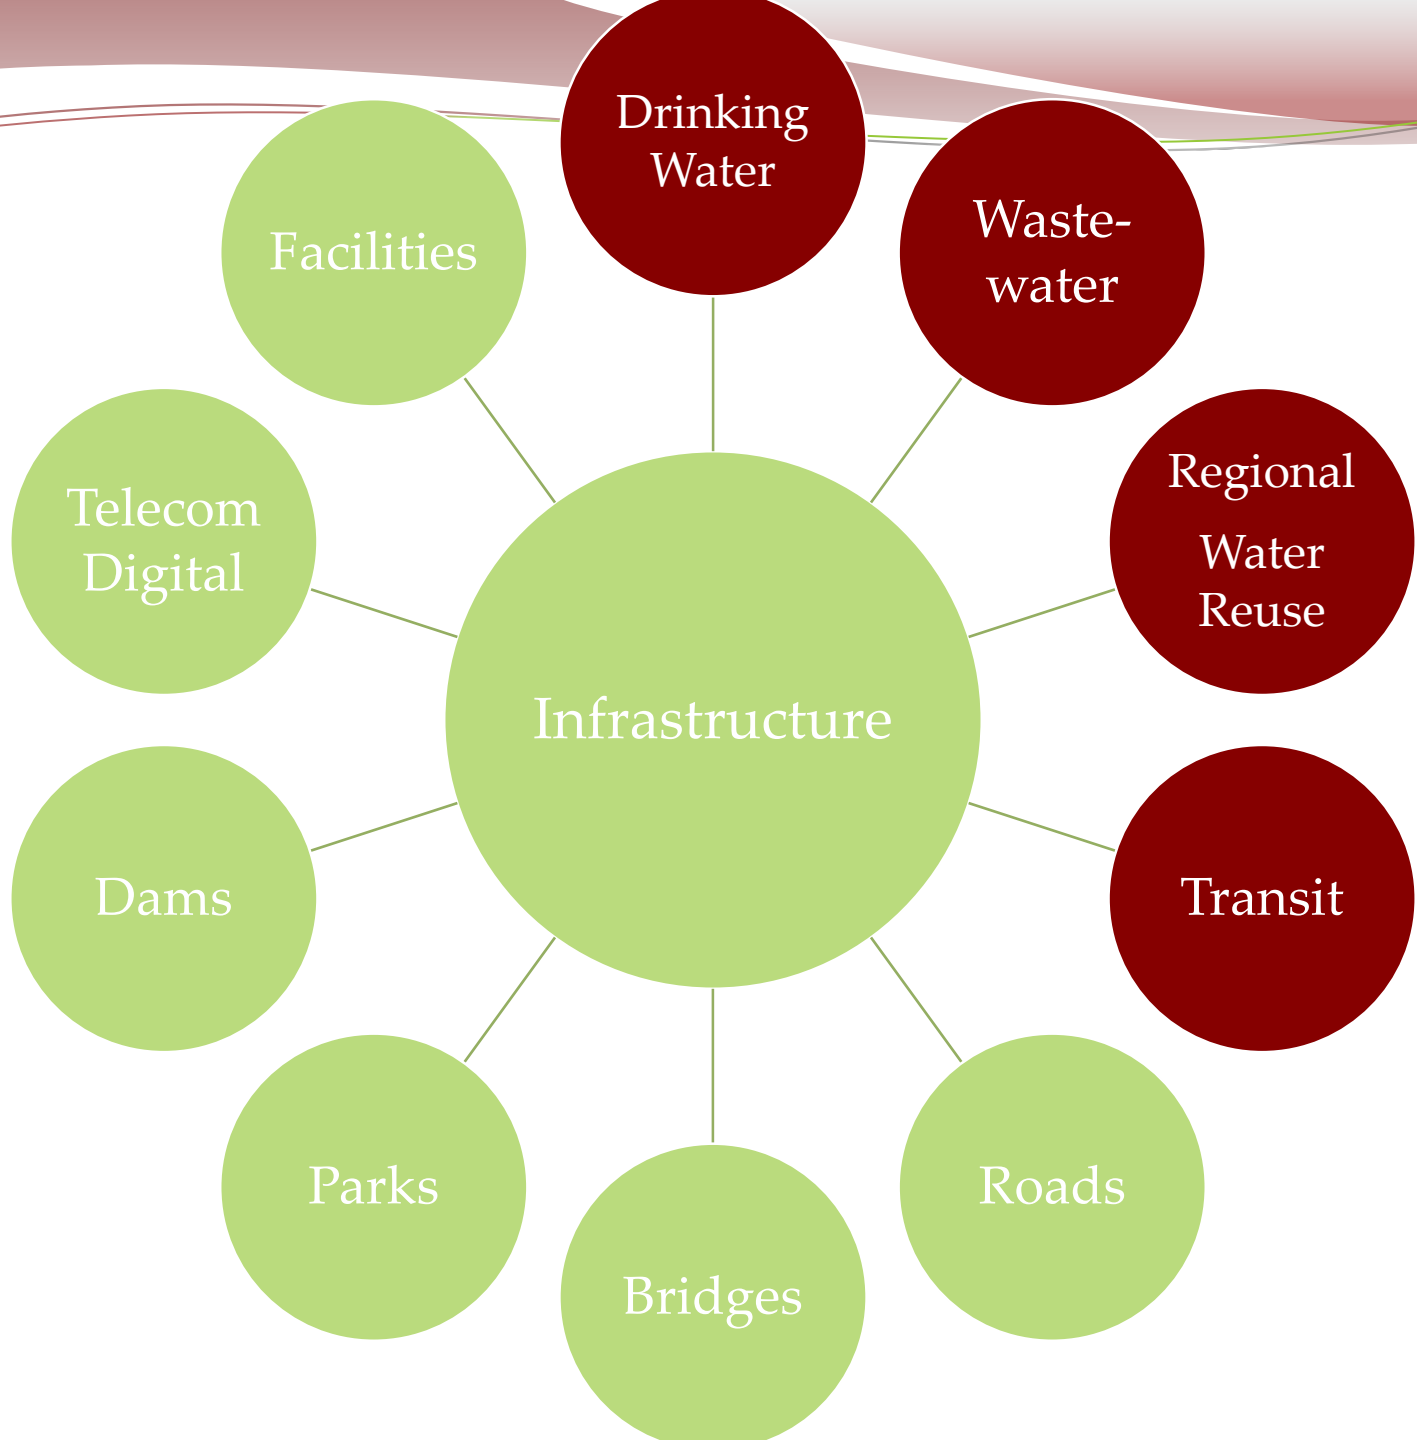 Drinking
Water
Waste-
water
Regional
Water
Reuse
Transit
Roads
Bridges
Parks
Dams
Telecom
Digital
Facilities
Infrastructure